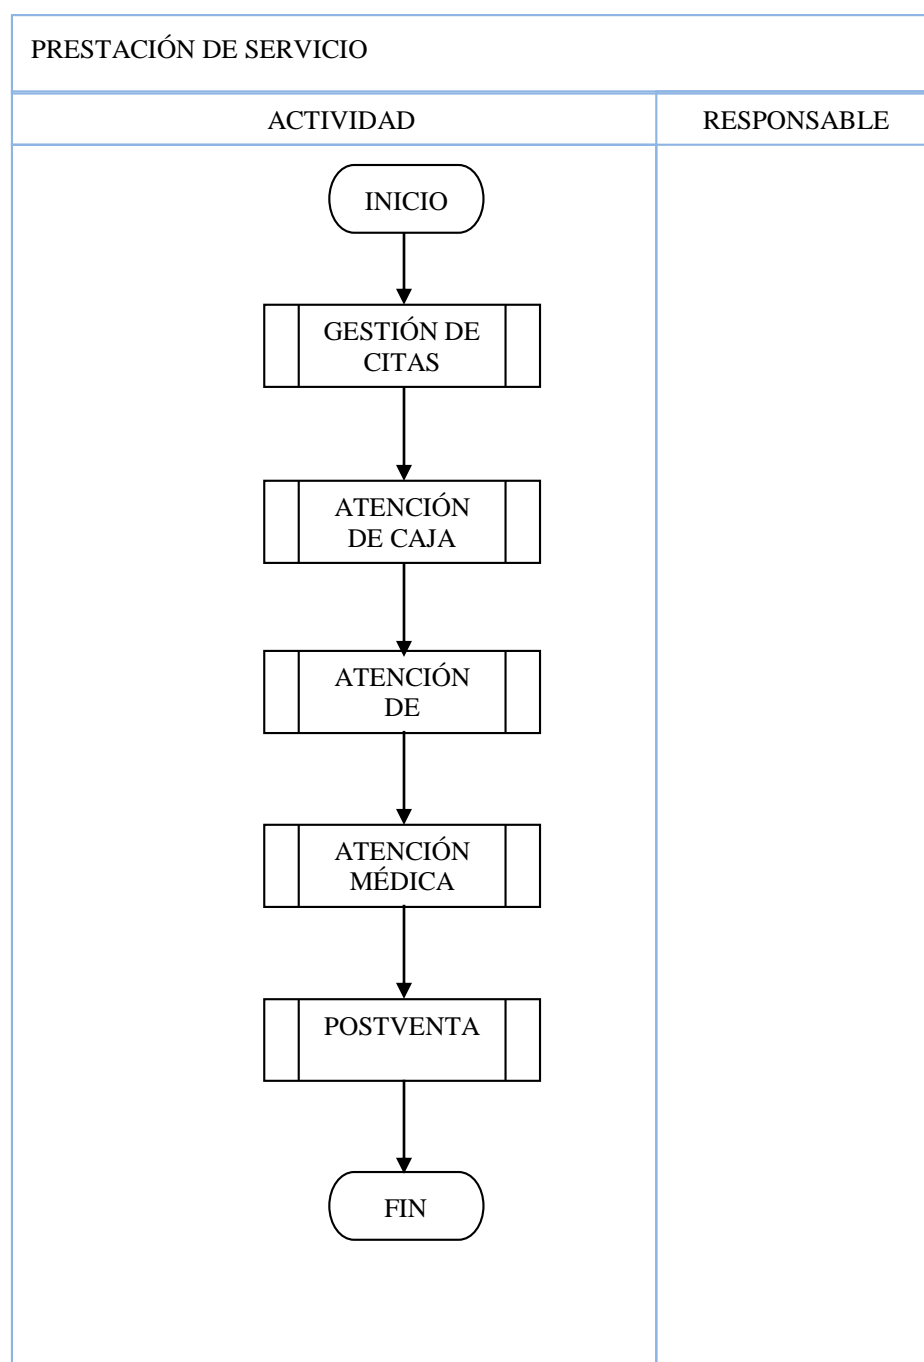 PRESTACIÓN DE SERVICIO
ACTIVIDAD
RESPONSABLE
INICIO
GESTIÓN DE
CITAS
ATENCIÓN
DE CAJA
ATENCIÓN
DE
ATENCIÓN
MÉDICA
POSTVENTA
FIN